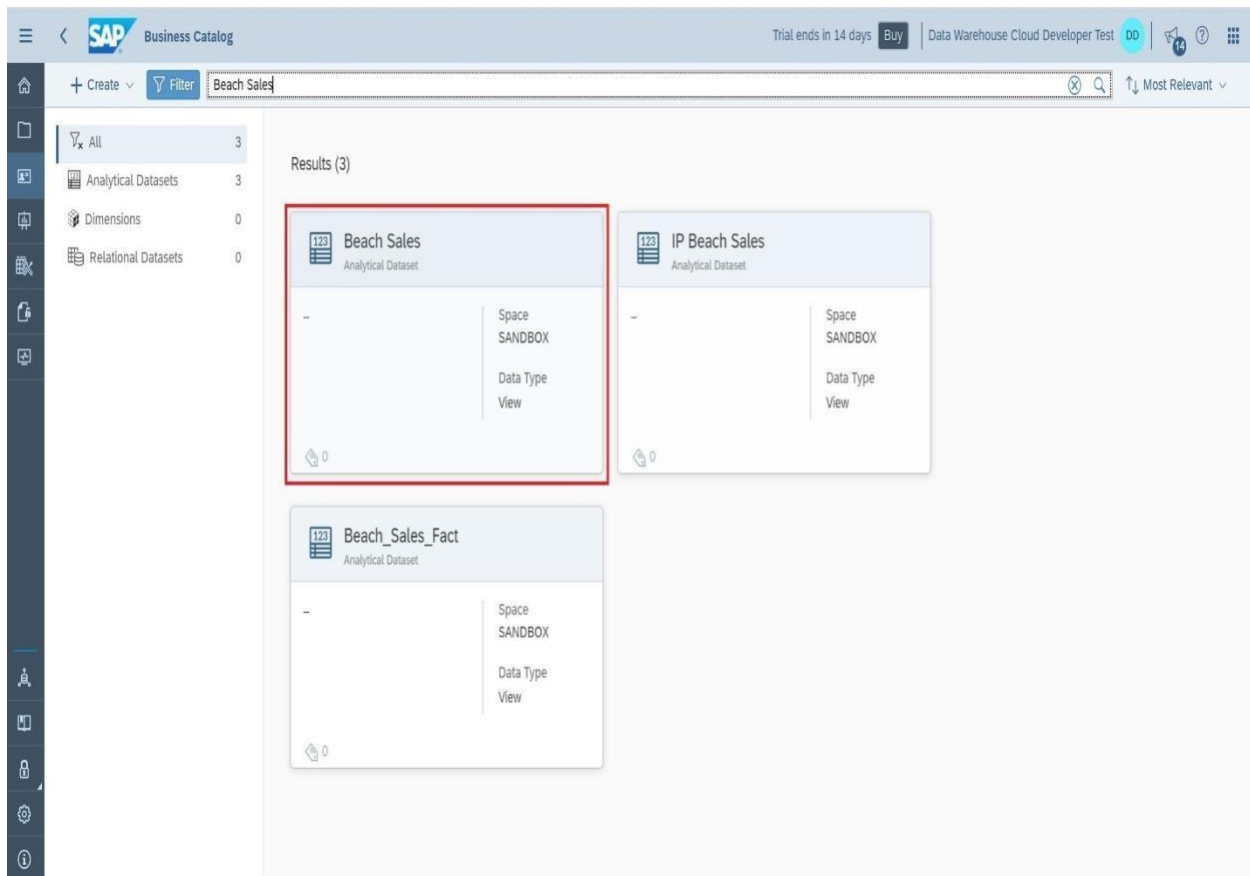 SAP Business Catalog
Trial ends in 14 days Buy Data Warehouse Cloud Developer Test DD 14
Create Filter Beach Sales Most Relevant
All 3
Analytical Datasets 3
Dimensions 0
Relational Datasets 0
Results (3)
123 Beach Sales
Analytical Dataset
–
Space
SANDBOX
Data Type
View
0
123 IP Beach Sales
Analytical Dataset
–
Space
SANDBOX
Data Type
View
0
123 Beach_Sales_Fact
Analytical Dataset
–
Space
SANDBOX
Data Type
View
0